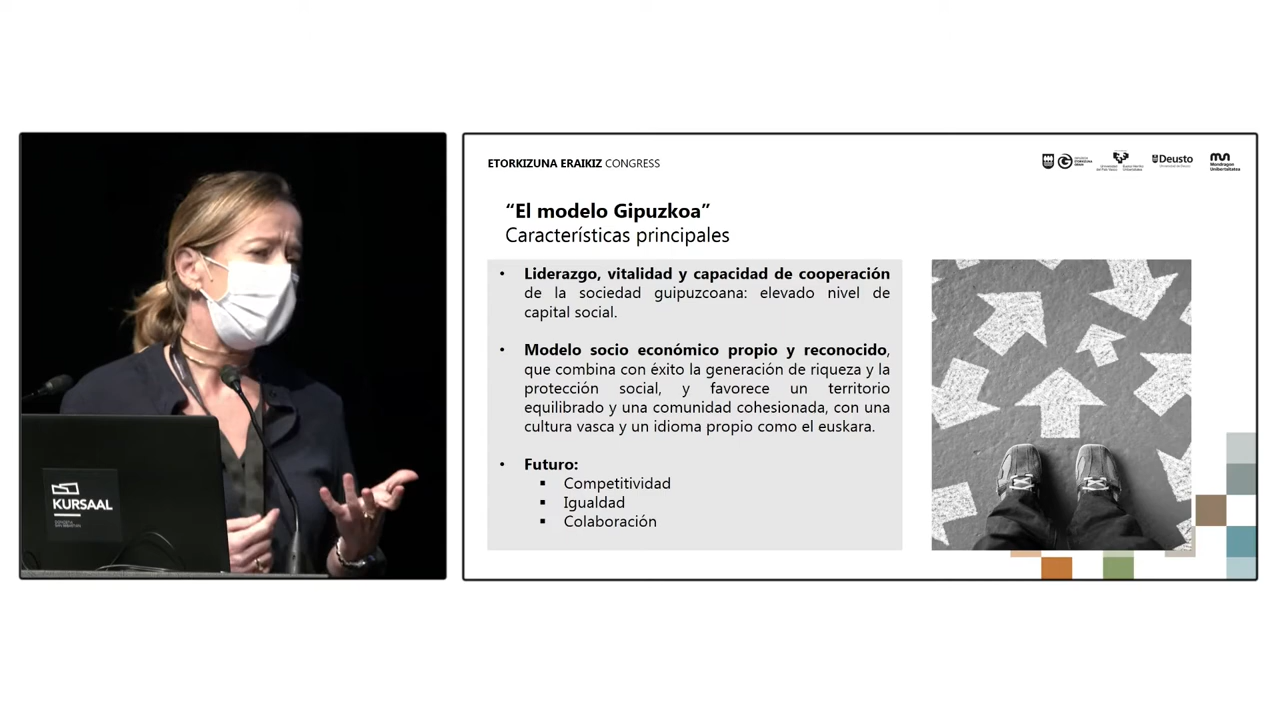 ETORKIZUNA ERAIKIZ CONGRESS
Deusto
Mondragon
Unibertsitatea
“El modelo Gipuzkoa”
Características principales
• Liderazgo, vitalidad y capacidad de cooperación
de la sociedad guipuzcoana: elevado nivel de
capital social.
• Modelo socio económico propio y reconocido,
que combina con éxito la generación de riqueza y la
protección social, y favorece un territorio
equilibrado y una comunidad cohesionada, con una
cultura vasca y un idioma propio como el euskara.
• Futuro:
▪ Competitividad
▪ Igualdad
▪ Colaboración
KURSAAL